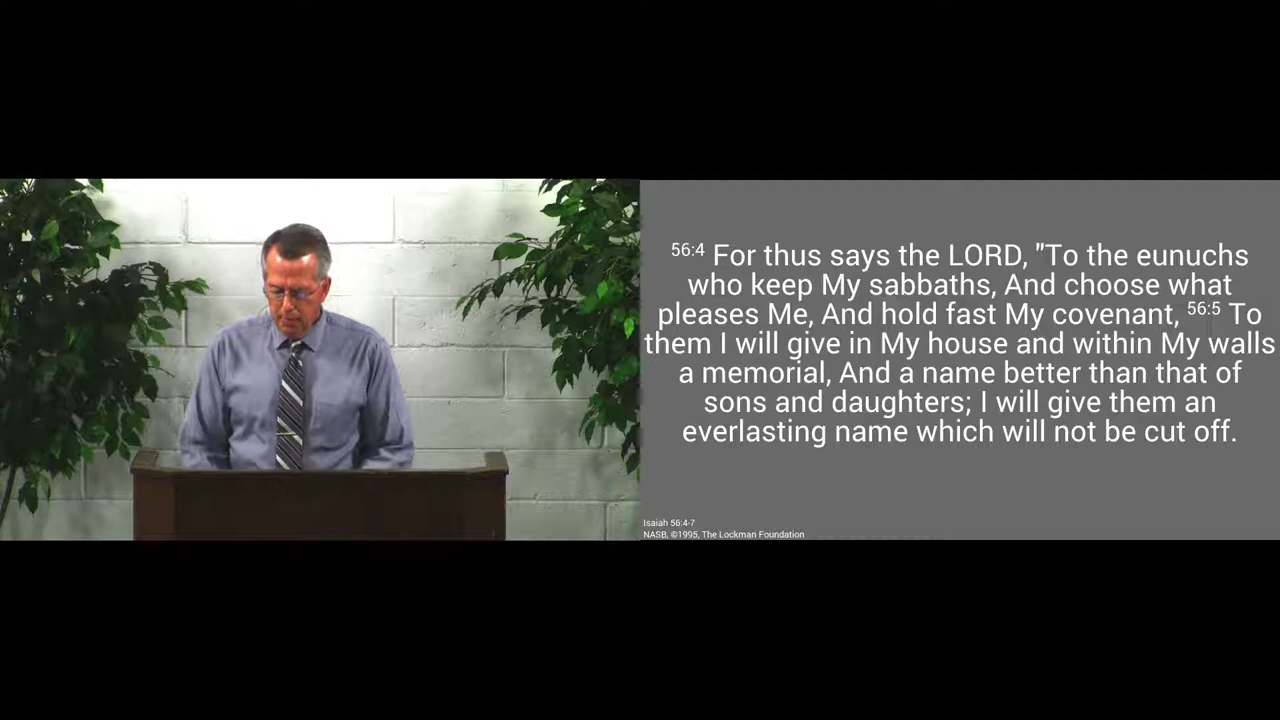 56:4 For thus says the LORD, "To the eunuchs
who keep My sabbaths, And choose what
pleases Me, And hold fast My covenant, 56:5 To
them I will give in My house and within My walls
a memorial, And a name better than that of
sons and daughters; I will give them an
everlasting name which will not be cut off.
Isaiah 56:4-7
NASB, ©1995, The Lockman Foundation